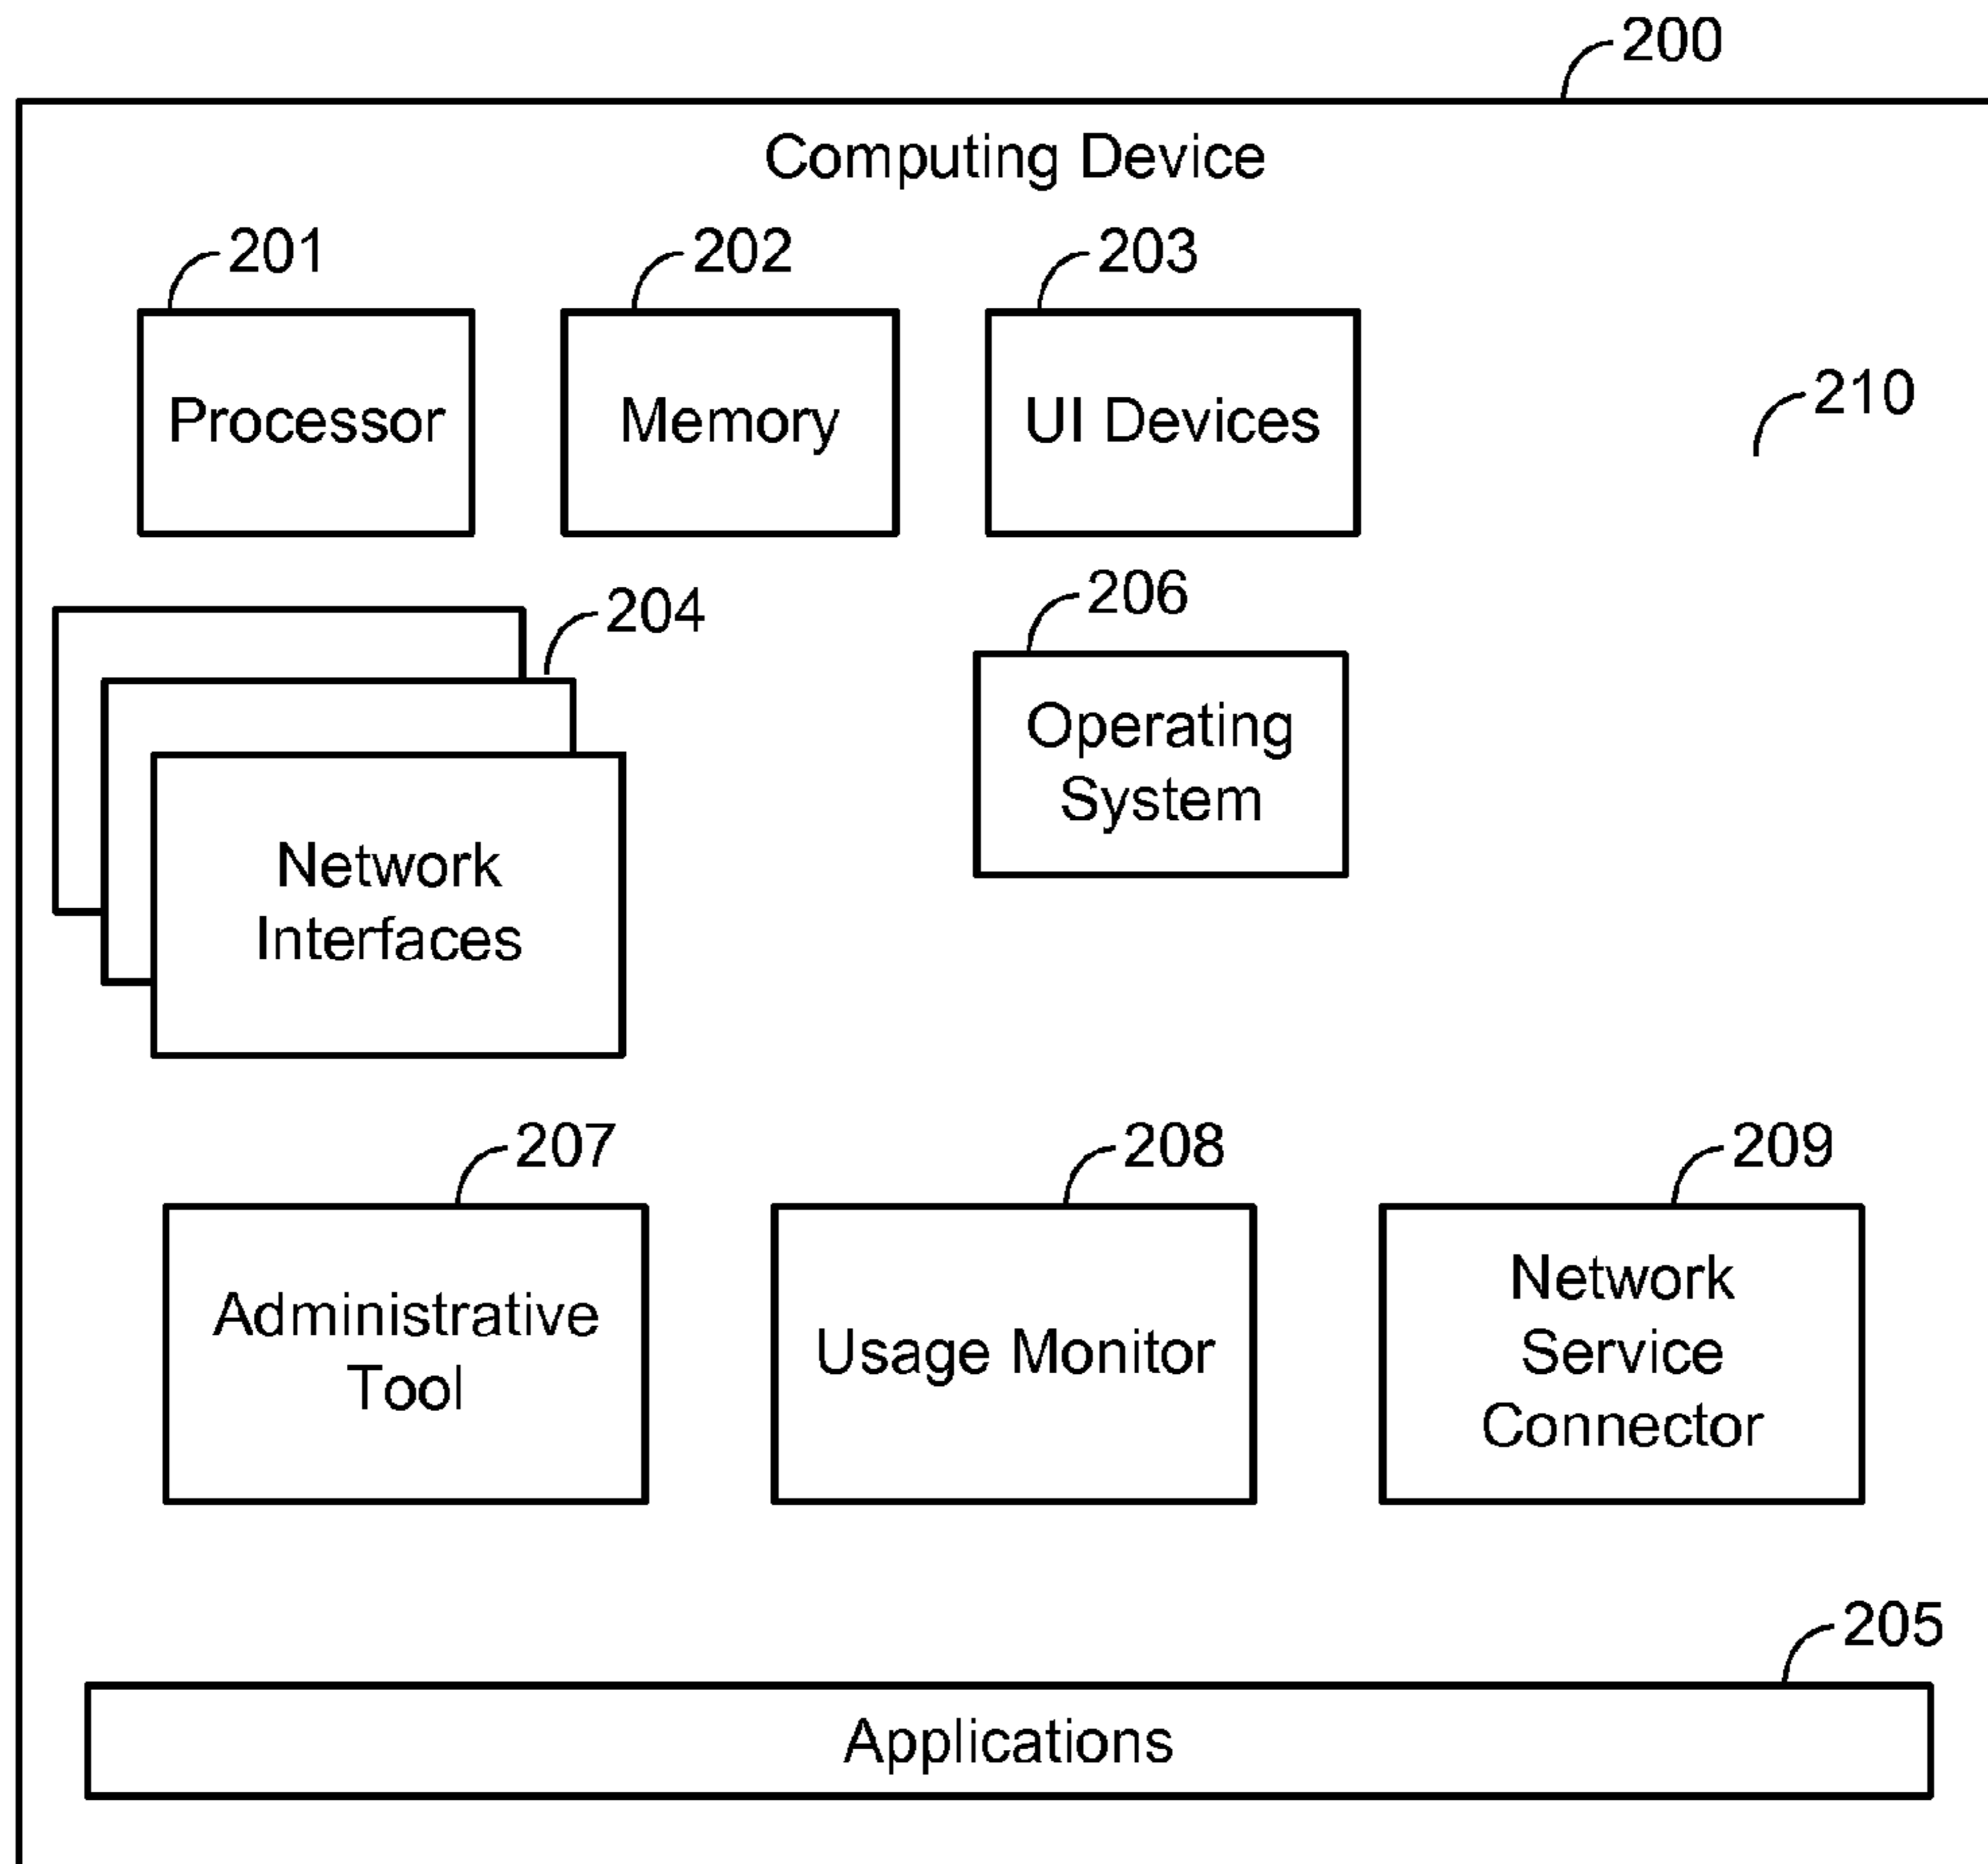 200
Computing Device
201
202
203
Processor
Memory
UI Devices
210
204
206
Network
Interfaces
Operating
System
207
208
209
Administrative
Tool
Usage Monitor
Network
Service
Connector
205
Applications